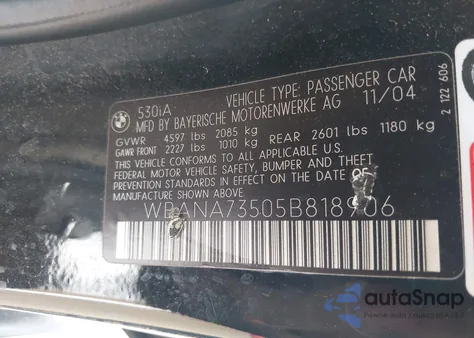 530iA VEHICLE TYPE: PASSENGER CAR
MFD BY BAYERISCHE MOTORENWERKE AG 11/04
GVWR 4597 lbs 2085 kg
GAWR FRONT 2227 lbs 1010 kg REAR 2601 lbs 1180 kg
THIS VEHICLE CONFORMS TO ALL APPLICABLE U.S.
FEDERAL MOTOR VEHICLE SAFETY, BUMPER, AND
THEFT PREVENTION STANDARDS IN EFFECT ON THE DATE OF
MANUFACTURE SHOWN ABOVE
WBANA73505B818906
2 122 606
autoSnap